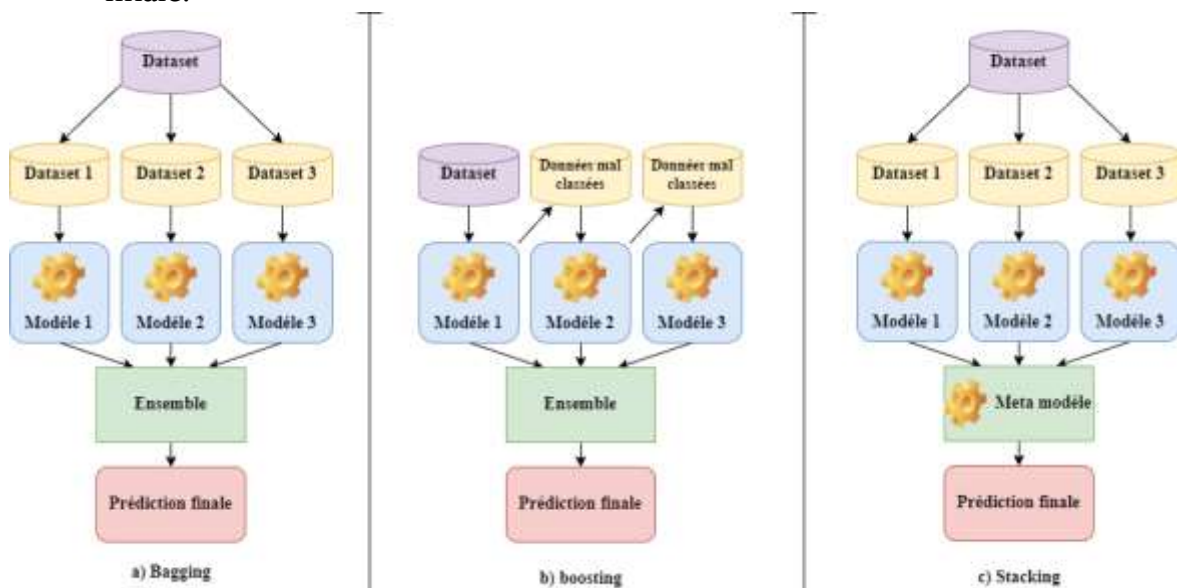 finale.
Dataset
Dataset 1
Dataset 2
Dataset 3
Modèle 1
Modèle 2
Modèle 3
Ensemble
Prédiction finale
a) Bagging
Dataset
Données mal
classées
Données mal
classées
Modèle 1
Modèle 2
Modèle 3
Ensemble
Prédiction finale
b) boosting
Dataset
Dataset 1
Dataset 2
Dataset 3
Modèle 1
Modèle 2
Modèle 3
Meta modèle
Prédiction finale
c) Stacking